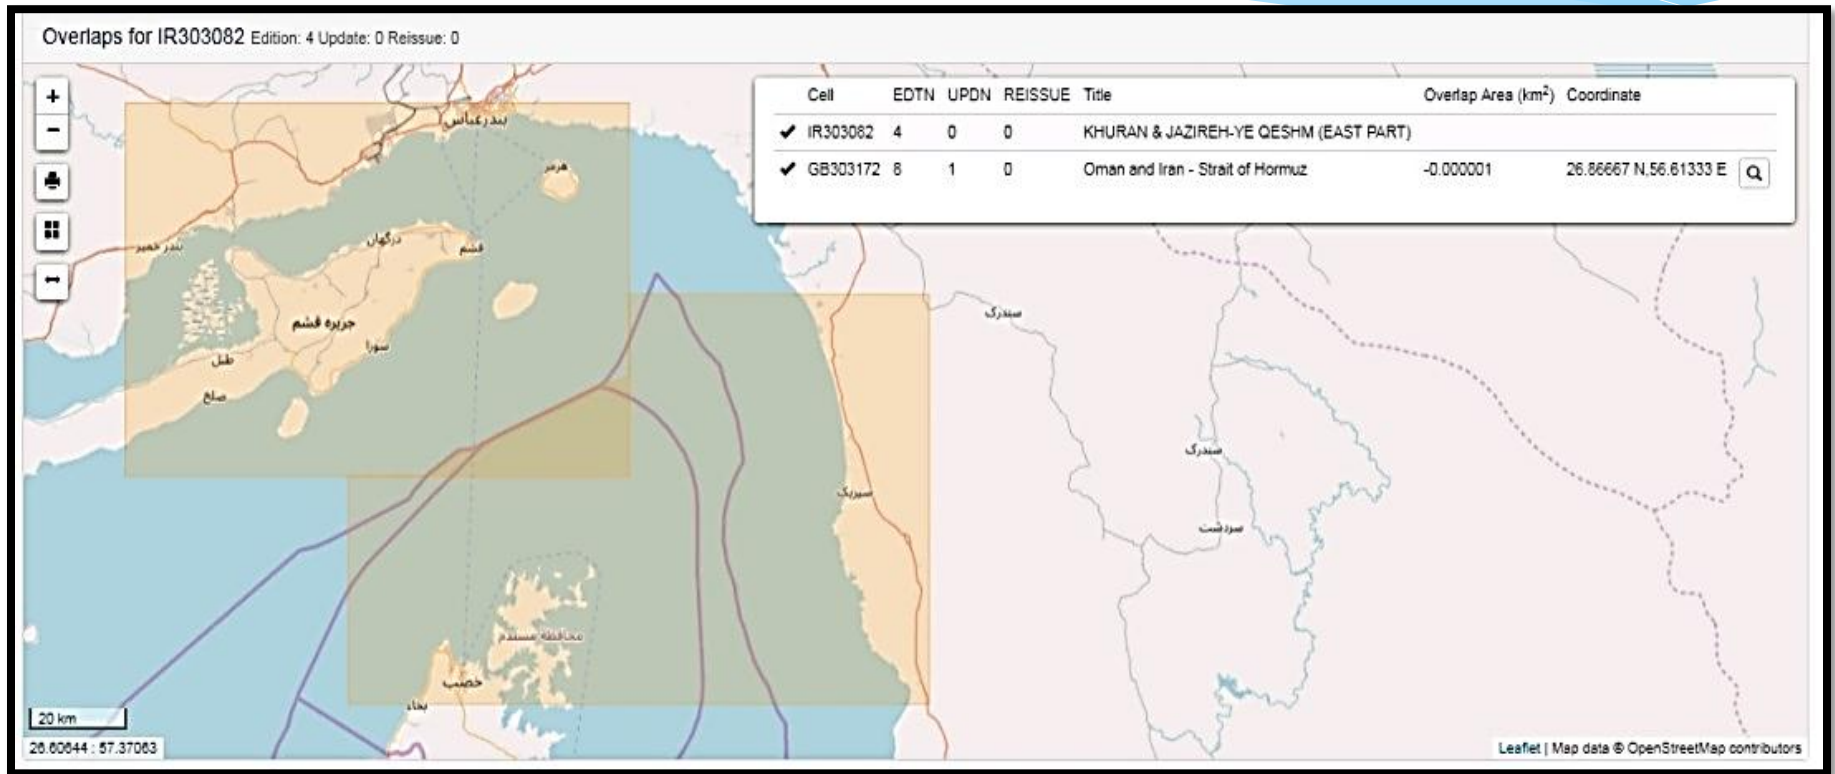 Overlaps for IR303082 Edition: 4 Update: 0 Reissue: 0
Cell EDTN UPDN REISSUE Title Overlap Area (km²) Coordinate
✔ IR303082 4 0 0 KHURAN & JAZIREH-YE QESHM (EAST PART)
✔ GB303172 8 1 0 Oman and Iran - Strait of Hormuz -0.000001 26.86667 N,56.61333 E
+
-
بندرعباس
هرمز
بندر خمیر
درگهان
قشم
جزیره قشم
سوزا
طبل
صلخ
سندرک
سندرک
سیریک
سردشت
محافظة مسندم
خصب
بخاء
20 km
26.60644 : 57.37063
Leaflet | Map data © OpenStreetMap contributors